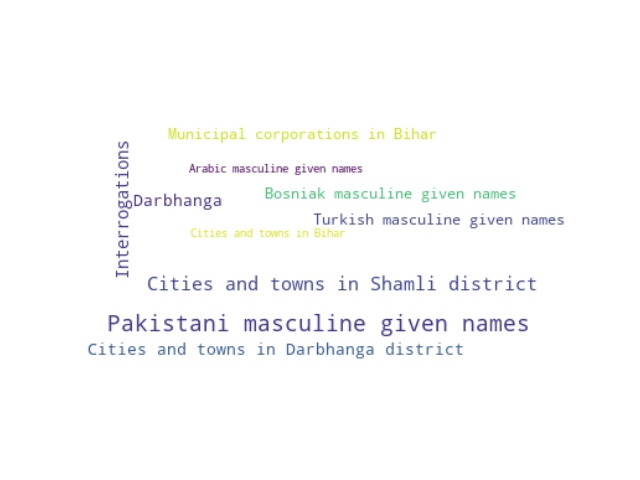 Municipal corporations in Bihar
Interrogations
Arabic masculine given names
Bosniak masculine given names
Darbhanga
Turkish masculine given names
Cities and towns in Bihar
Cities and towns in Shamli district
Pakistani masculine given names
Cities and towns in Darbhanga district